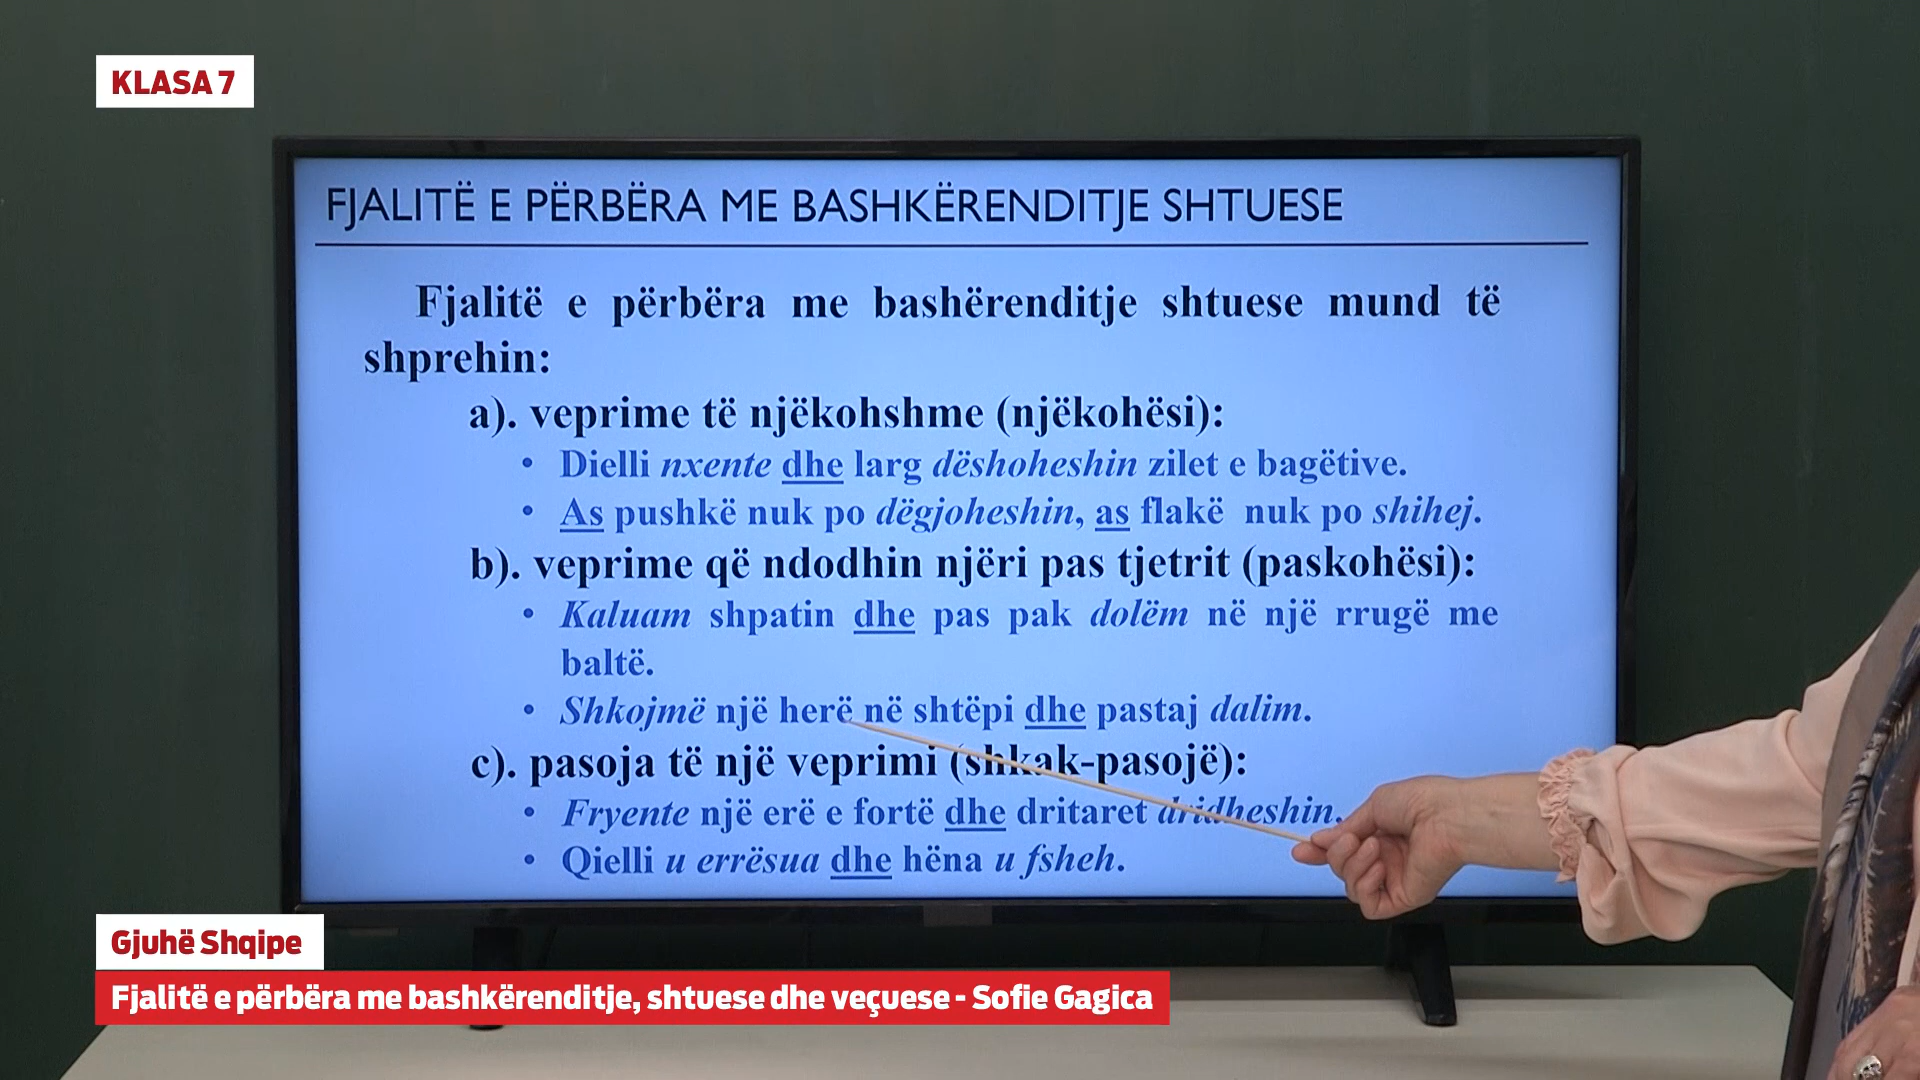 KLASA 7
FJALITË E PËRBËRA ME BASHKËRENDITJE SHTUESE
Fjalitë e përbëra me bashërenditje shtuese mund të
shprehin:
a). veprime të njëkohshme (njëkohësi):
• Dielli nxente dhe larg dëshoheshin zilet e bagëtive.
• As pushkë nuk po dëgjoheshin, as flakë nuk po shihej.
b). veprime që ndodhin njëri pas tjetrit (paskohësi):
• Kaluam shpatin dhe pas pak dolëm në një rrugë me
baltë.
• Shkojmë një herë në shtëpi dhe pastaj dalim.
c). pasoja të një veprimi (shkak-pasojë):
• Fryente një erë e fortë dhe dritaret dridheshin.
• Qielli u errësua dhe hëna u fsheh.
Gjuhë Shqipe
Fjalitë e përbëra me bashkërenditje, shtuese dhe veçuese - Sofie Gagica